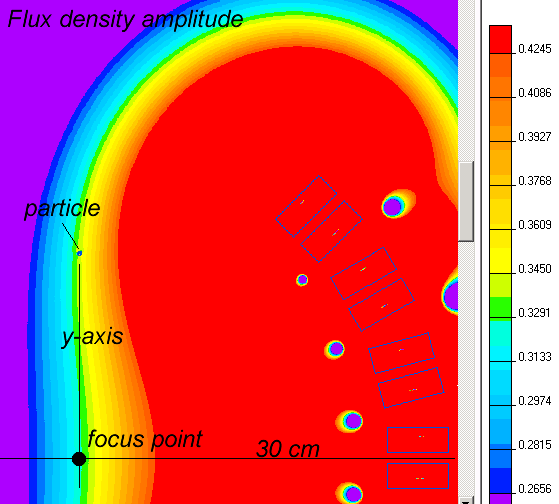 Flux density amplitude
particle
y-axis
focus point
30 cm
0.4245
0.4086
0.3927
0.3768
0.3609
0.3450
0.3291
0.3133
0.2974
0.2815
0.2656